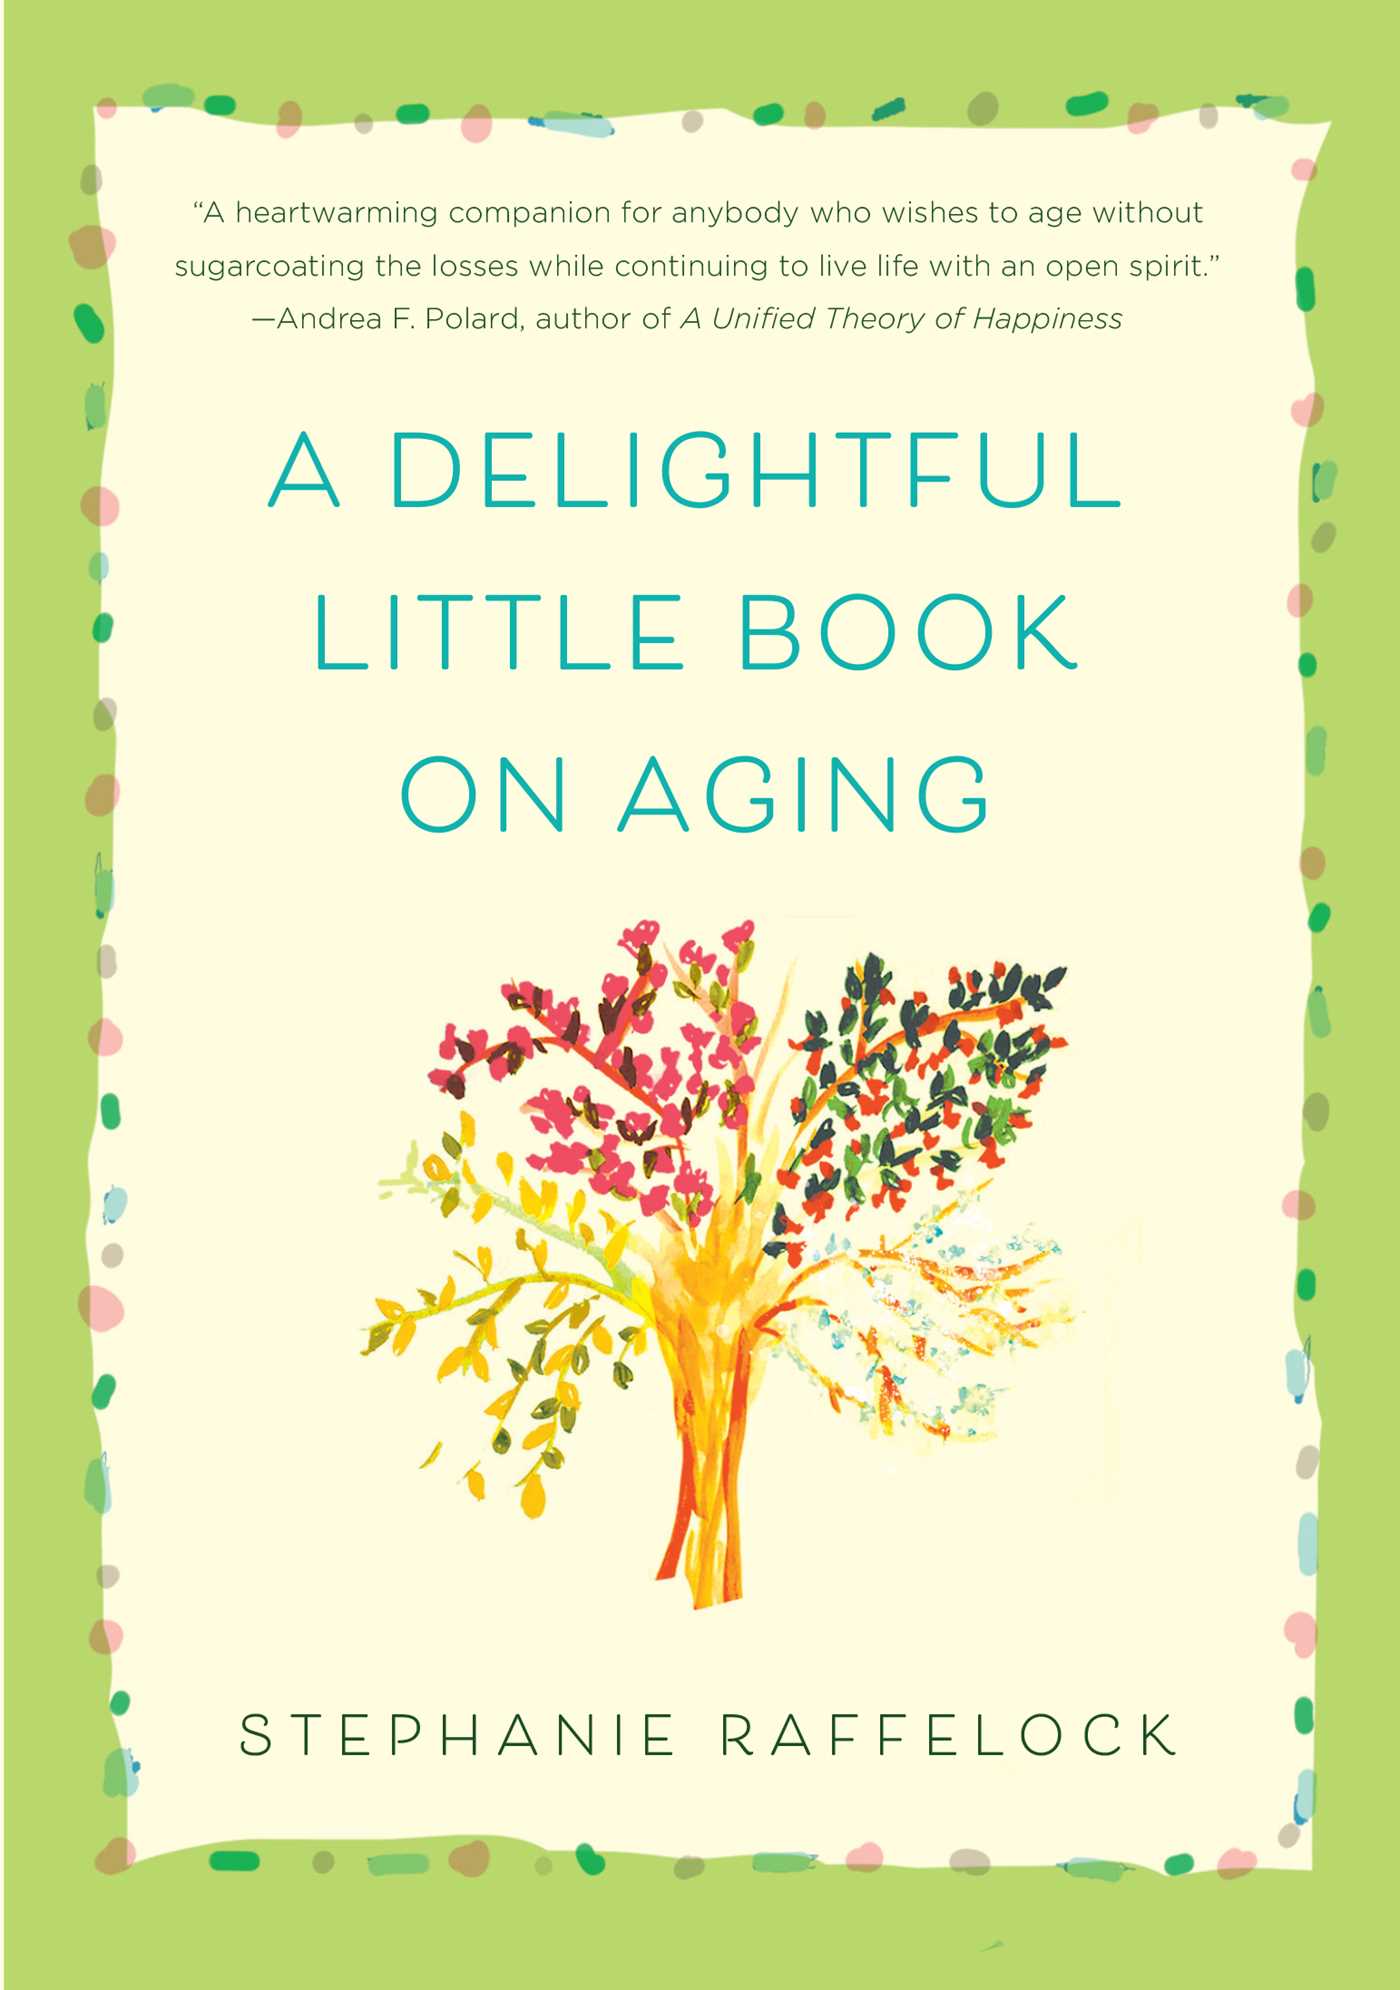 “A heartwarming companion for anybody who wishes to age without
sugarcoating the losses while continuing to live life with an open spirit.”
—Andrea F. Polard, author of A Unified Theory of Happiness
A DELIGHTFUL
LITTLE BOOK
ON AGING
STEPHANIE RAFFELOCK